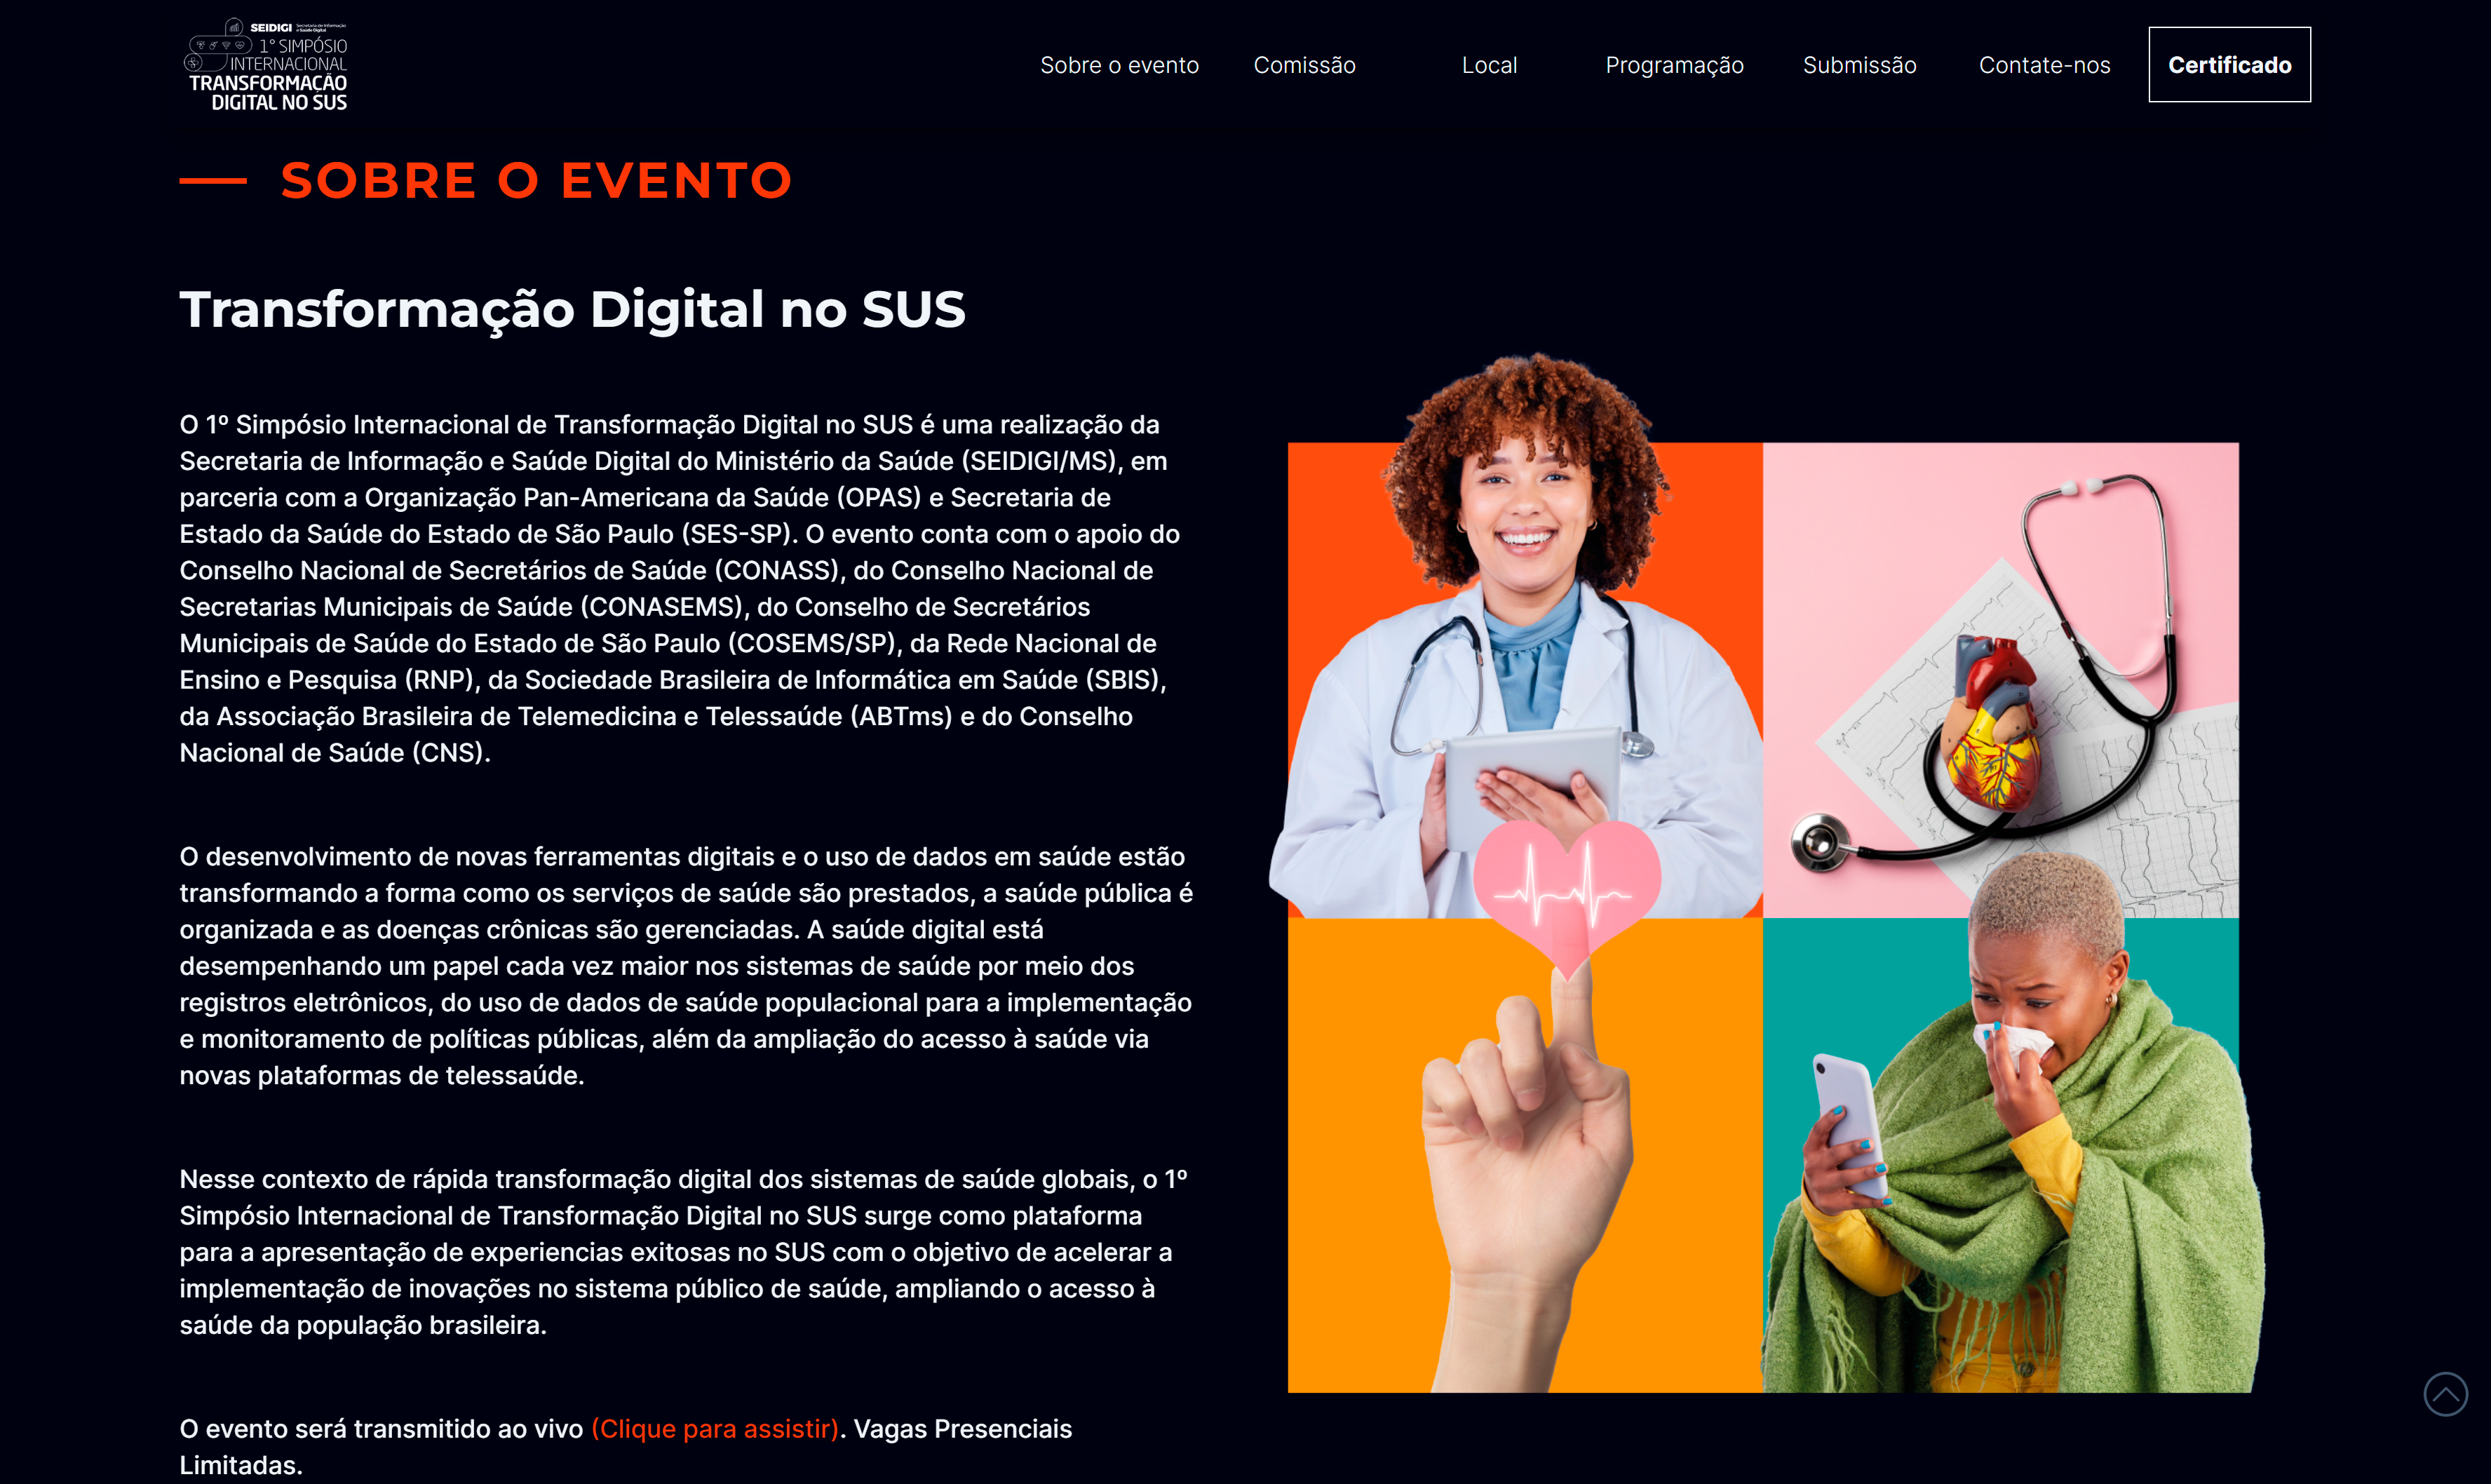 SEIDIGI Secretaria de Informação
e Saúde Digital
1º SIMPÓSIO
INTERNACIONAL
TRANSFORMAÇÃO
DIGITAL NO SUS
Sobre o evento
Comissão
Local
Programação
Submissão
Contate-nos
Certificado
SOBRE O EVENTO
Transformação Digital no SUS
O 1º Simpósio Internacional de Transformação Digital no SUS é uma realização da
Secretaria de Informação e Saúde Digital do Ministério da Saúde (SEIDIGI/MS), em
parceria com a Organização Pan-Americana da Saúde (OPAS) e Secretaria de
Estado da Saúde do Estado de São Paulo (SES-SP). O evento conta com o apoio do
Conselho Nacional de Secretários de Saúde (CONASS), do Conselho Nacional de
Secretarias Municipais de Saúde (CONASEMS), do Conselho de Secretários
Municipais de Saúde do Estado de São Paulo (COSEMS/SP), da Rede Nacional de
Ensino e Pesquisa (RNP), da Sociedade Brasileira de Informática em Saúde (SBIS),
da Associação Brasileira de Telemedicina e Telessaúde (ABTms) e do Conselho
Nacional de Saúde (CNS).
O desenvolvimento de novas ferramentas digitais e o uso de dados em saúde estão
transformando a forma como os serviços de saúde são prestados, a saúde pública é
organizada e as doenças crônicas são gerenciadas. A saúde digital está
desempenhando um papel cada vez maior nos sistemas de saúde por meio dos
registros eletrônicos, do uso de dados de saúde populacional para a implementação
e monitoramento de políticas públicas, além da ampliação do acesso à saúde via
novas plataformas de telessaúde.
Nesse contexto de rápida transformação digital dos sistemas de saúde globais, o 1º
Simpósio Internacional de Transformação Digital no SUS surge como plataforma
para a apresentação de experiencias exitosas no SUS com o objetivo de acelerar a
implementação de inovações no sistema público de saúde, ampliando o acesso à
saúde da população brasileira.
O evento será transmitido ao vivo (Clique para assistir). Vagas Presenciais
Limitadas.